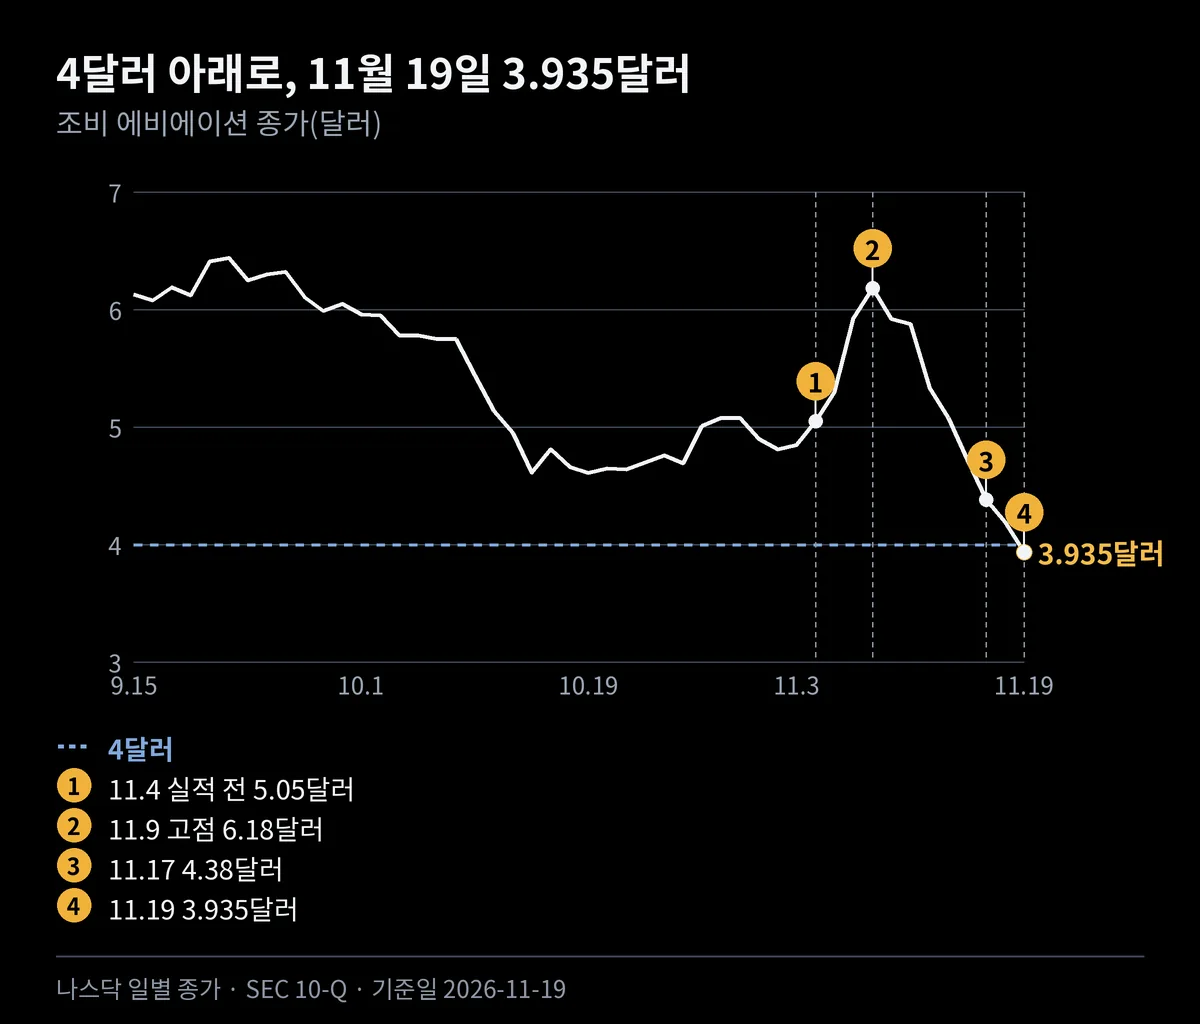 4달러 아래로, 11월 19일 3.935달러
조비 에비에이션 종가(달러)
7
6
5
4
3
1
2
3
4
3.935달러
9.15 10.1 10.19 11.3 11.19
4달러
1 11.4 실적 전 5.05달러
2 11.9 고점 6.18달러
3 11.17 4.38달러
4 11.19 3.935달러
나스닥 일별 종가 · SEC 10-Q · 기준일 2026-11-19